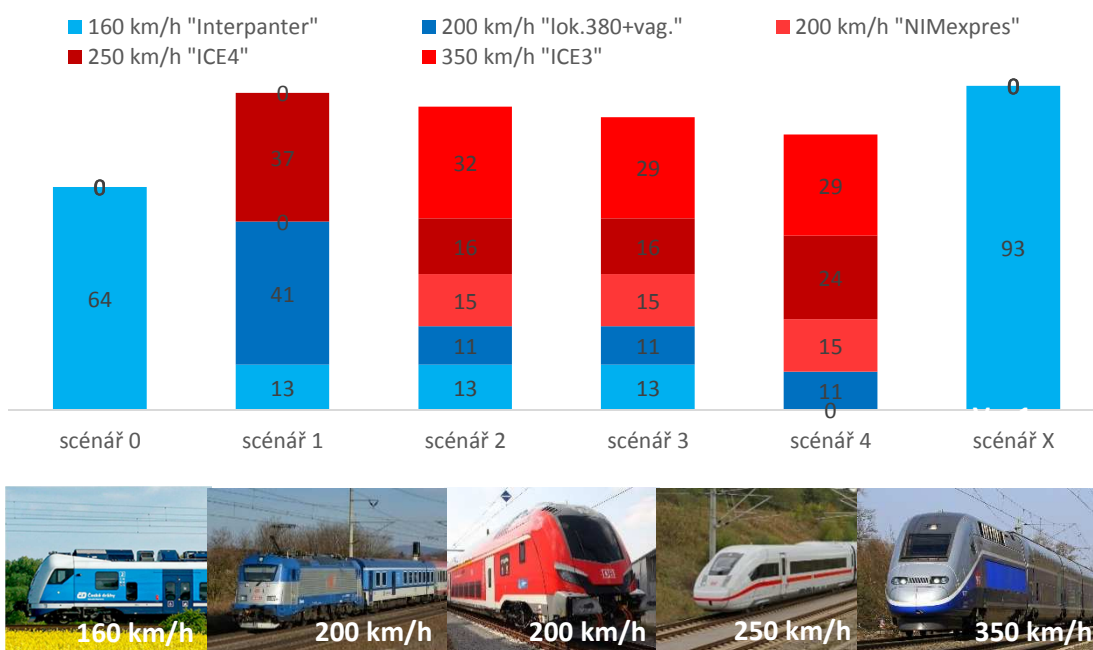 160 km/h "Interpanter" 200 km/h "lok.380+vag." 200 km/h "NIMexpres"
250 km/h "ICE4" 350 km/h "ICE3"
0 0
37 32 29 29
0 0
16 16 24 93
64 41 15 15 15
11 11 11
13 13 13 0
scénář 0 scénář 1 scénář 2 scénář 3 scénář 4 scénář X
České dráhy
160 km/h 200 km/h 200 km/h 250 km/h 350 km/h